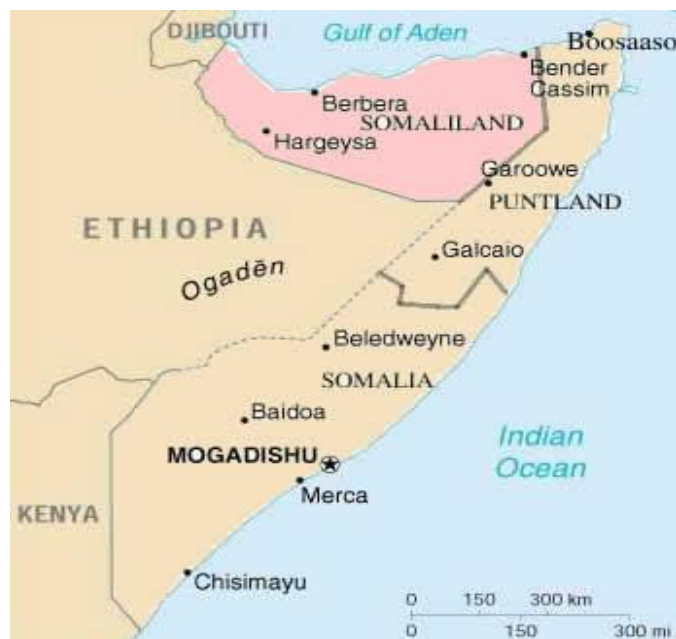 DJIBOUTI
Gulf of Aden
Boosaaso
Bender
Cassim
Berbera
SOMALILAND
Hargeysa
Garoowe
PUNTLAND
ETHIOPIA
Galcaio
Ogadēn
Beledweyne
SOMALIA
Baidoa
Indian
Ocean
MOGADISHU
Merca
KENYA
Chisimayu
0 150 300 km
0 150 300 mi